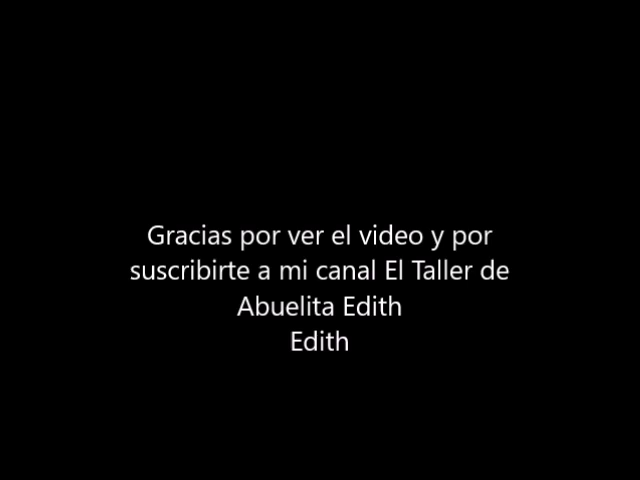 Gracias por ver el video y por
suscribirte a mi canal El Taller de
Abuelita Edith
Edith